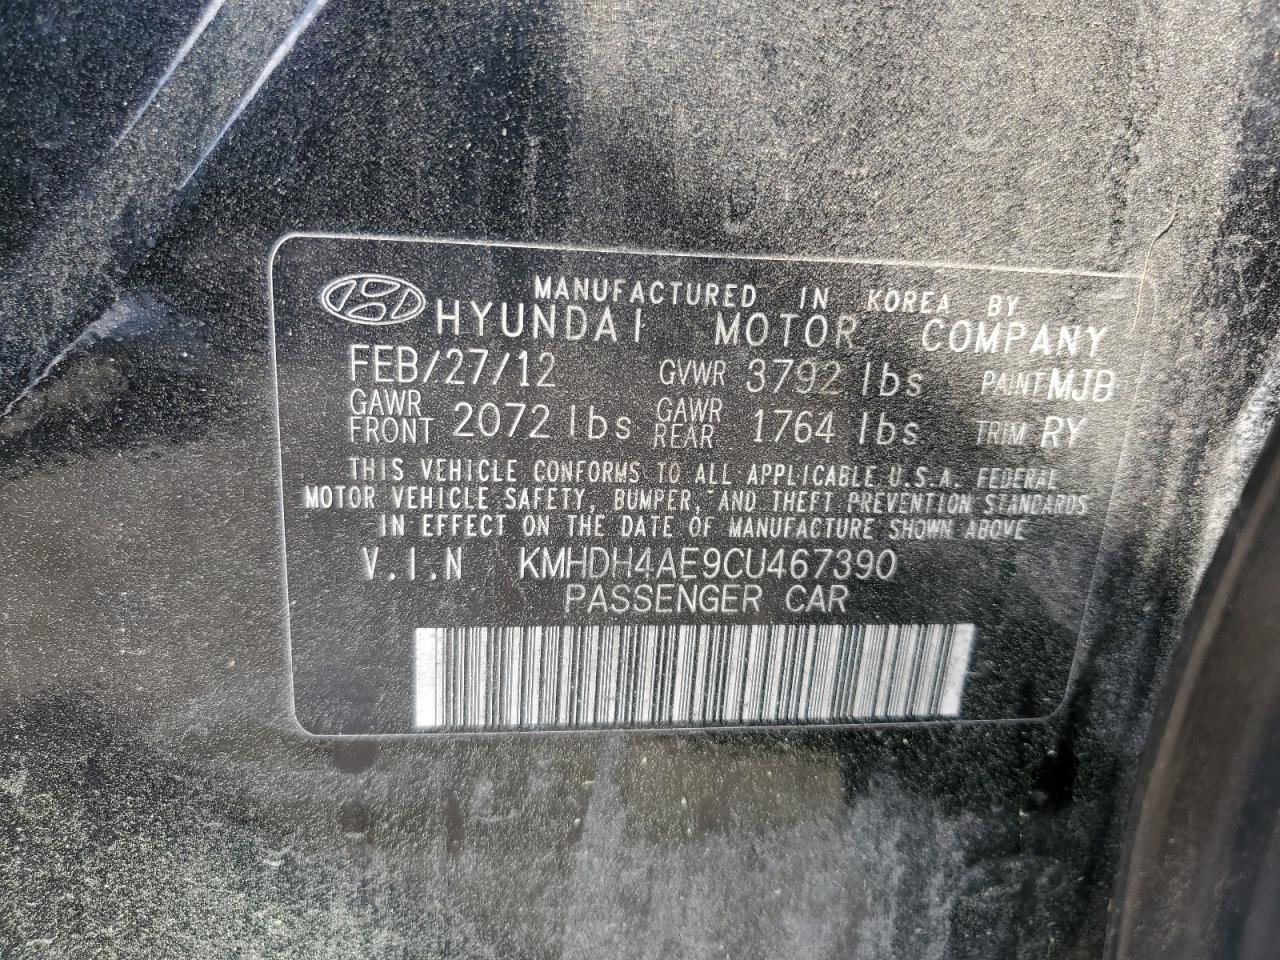 MANUFACTURED IN KOREA BY
HYUNDAI MOTOR COMPANY
FEB/27/12 GVWR 3792 lbs PAINT MJB
GAWR FRONT 2072 lbs GAWR REAR 1764 lbs TRIM RY
THIS VEHICLE CONFORMS TO ALL APPLICABLE U.S.A. FEDERAL
MOTOR VEHICLE SAFETY, BUMPER, AND THEFT PREVENTION STANDARDS
IN EFFECT ON THE DATE OF MANUFACTURE SHOWN ABOVE
V.I.N KMHDH4AE9CU467390
PASSENGER CAR